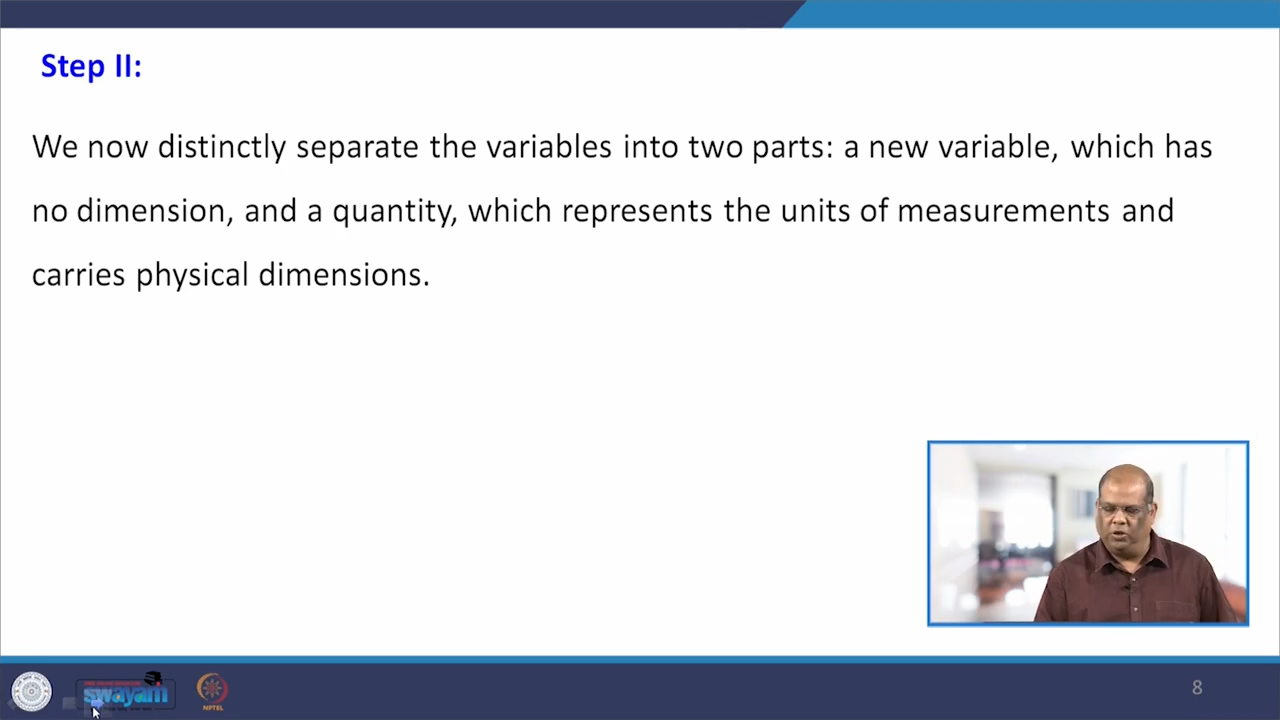 Step II:
We now distinctly separate the variables into two parts: a new variable, which has
no dimension, and a quantity, which represents the units of measurements and
carries physical dimensions.
swayam
NPTEL
8